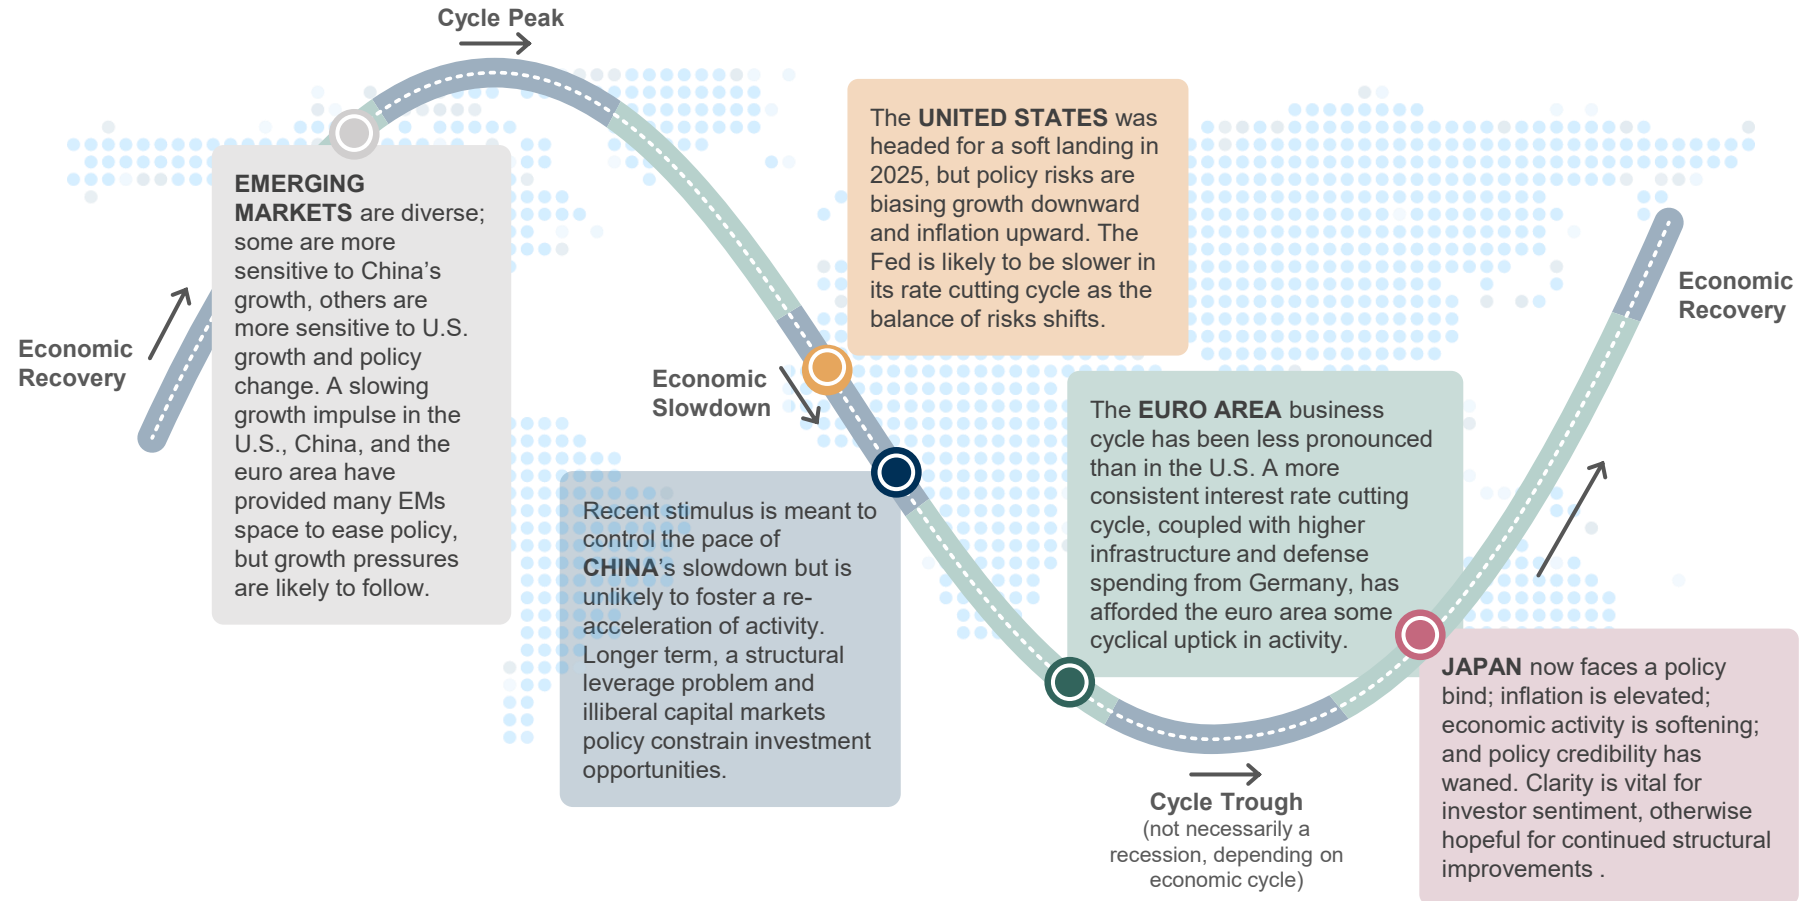 Cycle Peak
Economic
Recovery
EMERGING
MARKETS are diverse;
some are more
sensitive to China’s
growth, others are
more sensitive to U.S.
growth and policy
change. A slowing
growth impulse in the
U.S., China, and the
euro area have
provided many EMs
space to ease policy,
but growth pressures
are likely to follow.
The UNITED STATES was
headed for a soft landing in
2025, but policy risks are
biasing growth downward
and inflation upward. The
Fed is likely to be slower in
its rate cutting cycle as the
balance of risks shifts.
Economic
Slowdown
Recent stimulus is meant to
control the pace of
CHINA’s slowdown but is
unlikely to foster a re-
acceleration of activity.
Longer term, a structural
leverage problem and
illiberal capital markets
policy constrain investment
opportunities.
The EURO AREA business
cycle has been less pronounced
than in the U.S. A more
consistent interest rate cutting
cycle, coupled with higher
infrastructure and defense
spending from Germany, has
afforded the euro area some
cyclical uptick in activity.
Cycle Trough
(not necessarily a
recession, depending on
economic cycle)
Economic
Recovery
JAPAN now faces a policy
bind; inflation is elevated;
economic activity is softening;
and policy credibility has
waned. Clarity is vital for
investor sentiment, otherwise
hopeful for continued structural
improvements .